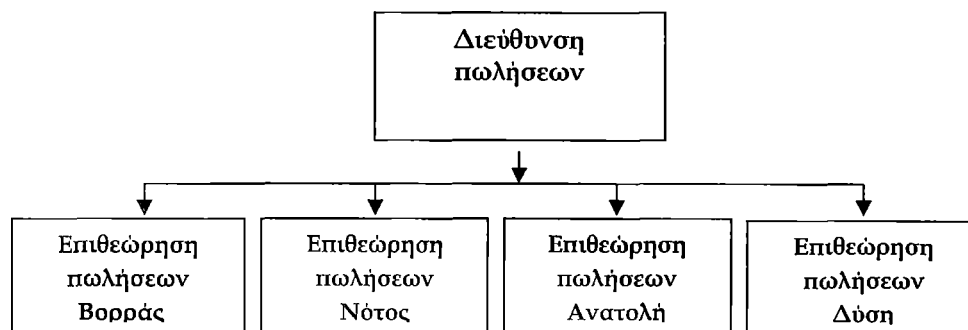 Διεύθυνση
πωλήσεων
Επιθεώρηση
πωλήσεων
Βορράς
Επιθεώρηση
πωλήσεων
Νότος
Επιθεώρηση
πωλήσεων
Ανατολή
Επιθεώρηση
πωλήσεων
Δύση